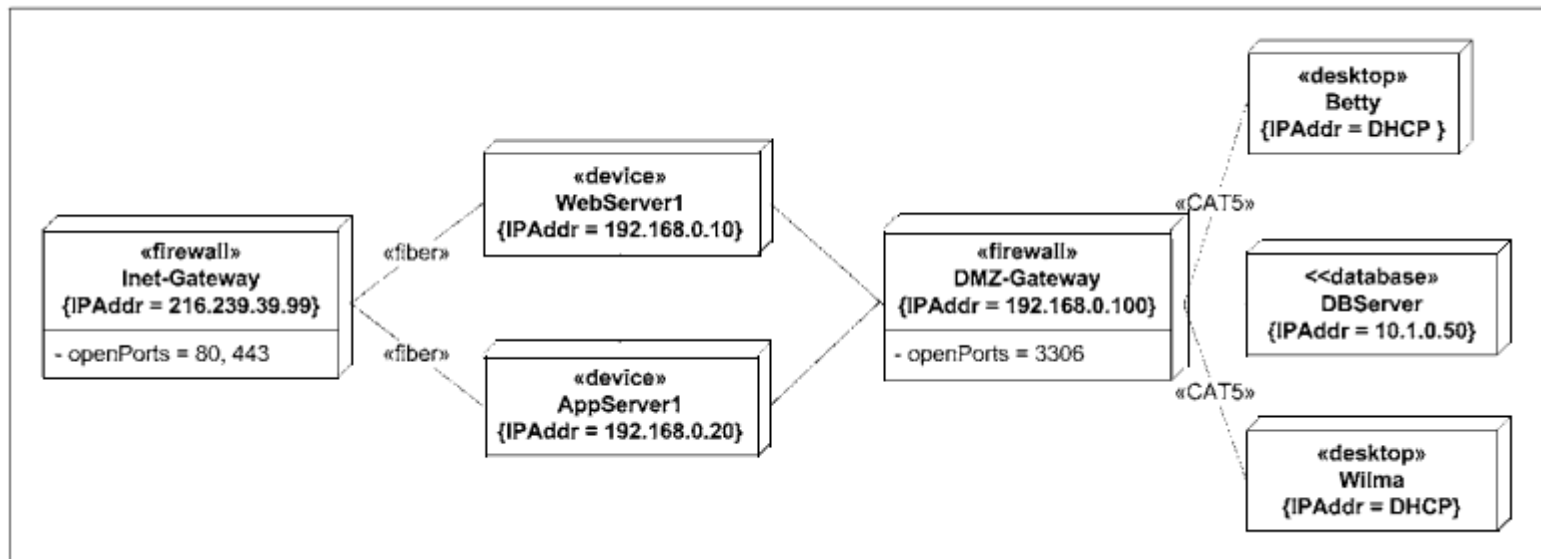 «firewall»
Inet-Gateway
{IPAddr = 216.239.39.99}
- openPorts = 80, 443
«fiber»
«fiber»
«device»
WebServer1
{IPAddr = 192.168.0.10}
«device»
AppServer1
{IPAddr = 192.168.0.20}
«firewall»
DMZ-Gateway
{IPAddr = 192.168.0.100}
- openPorts = 3306
«CAT5»
«CAT5»
«desktop»
Betty
{IPAddr = DHCP }
<<database»
DBServer
{IPAddr = 10.1.0.50}
«desktop»
Wilma
{IPAddr = DHCP}